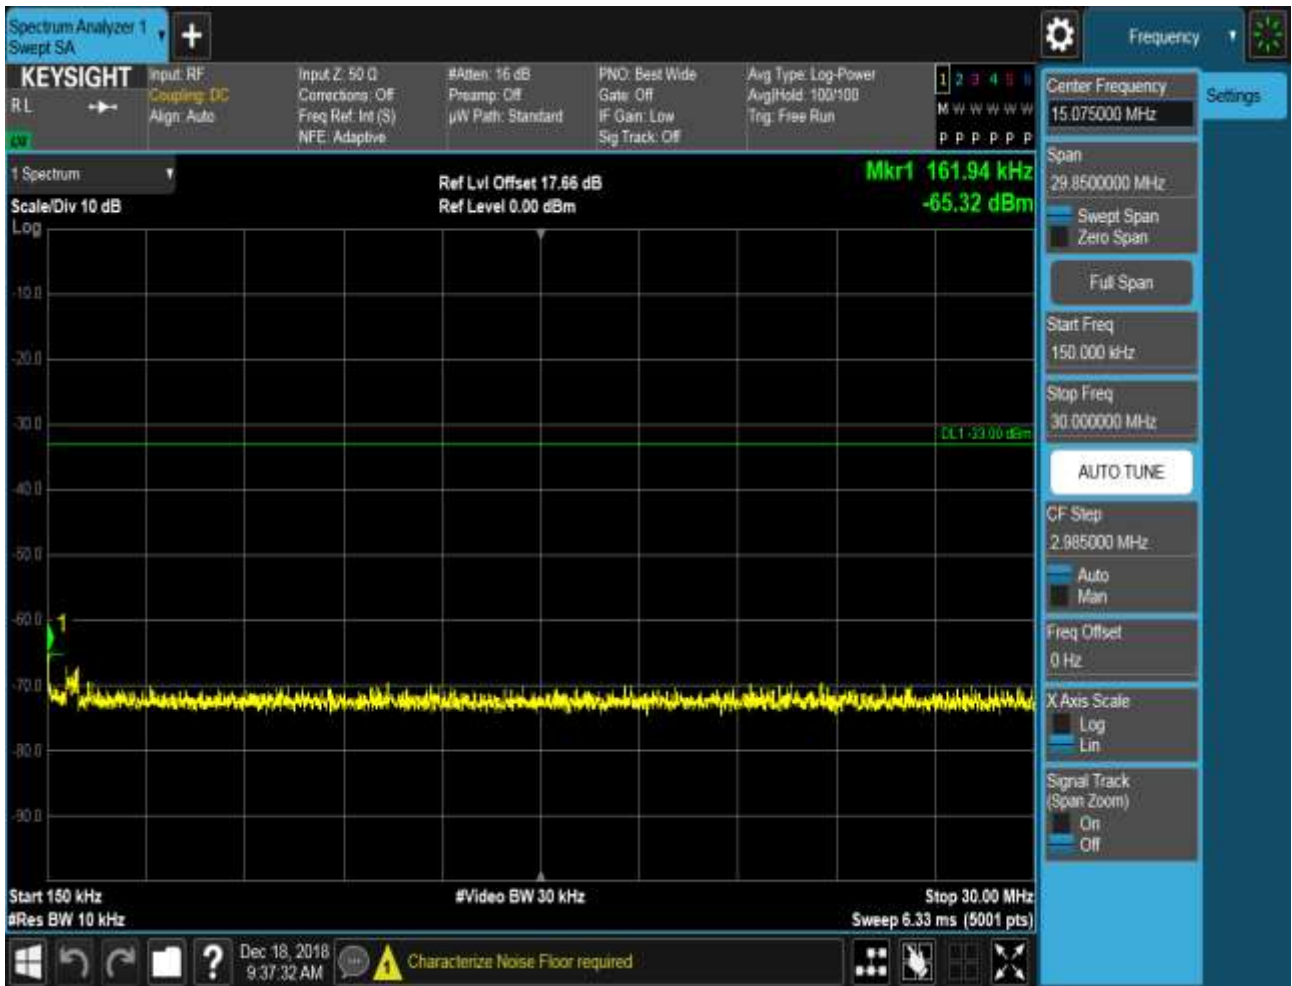 Spectrum Analyzer 1
Swept SA
Frequency
KEYSIGHT
RL
Input: RF
Coupling: DC
Align: Auto
Input Z: 50 Ω
Corrections: Off
Freq Ref: Int (S)
NFE: Adaptive
#Atten: 16 dB
Preamp: Off
µW Path: Standard
PNO: Best Wide
Gate: Off
IF Gain: Low
Sig Track: Off
Avg Type: Log-Power
Avg|Hold: 100/100
Trig: Free Run
1 2 3 4 5 6
M W W W W W
P P P P P P
1 Spectrum
Scale/Div 10 dB
Log
Ref Lvl Offset 17.66 dB
Ref Level 0.00 dBm
Mkr1 161.94 kHz
-65.32 dBm
-10.0
-20.0
-30.0
DL1 -33.00 dBm
-40.0
-50.0
-60.0
1
-70.0
-80.0
-90.0
Start 150 kHz
#Res BW 10 kHz
#Video BW 30 kHz
Stop 30.00 MHz
Sweep 6.33 ms (5001 pts)
Center Frequency
15.075000 MHz
Settings
Span
29.8500000 MHz
Swept Span
Zero Span
Full Span
Start Freq
150.000 kHz
Stop Freq
30.000000 MHz
AUTO TUNE
CF Step
2.985000 MHz
Auto
Man
Freq Offset
0 Hz
X Axis Scale
Log
Lin
Signal Track
(Span Zoom)
On
Off
?
Dec 18, 2018
9:37:32 AM
1
Characterize Noise Floor required